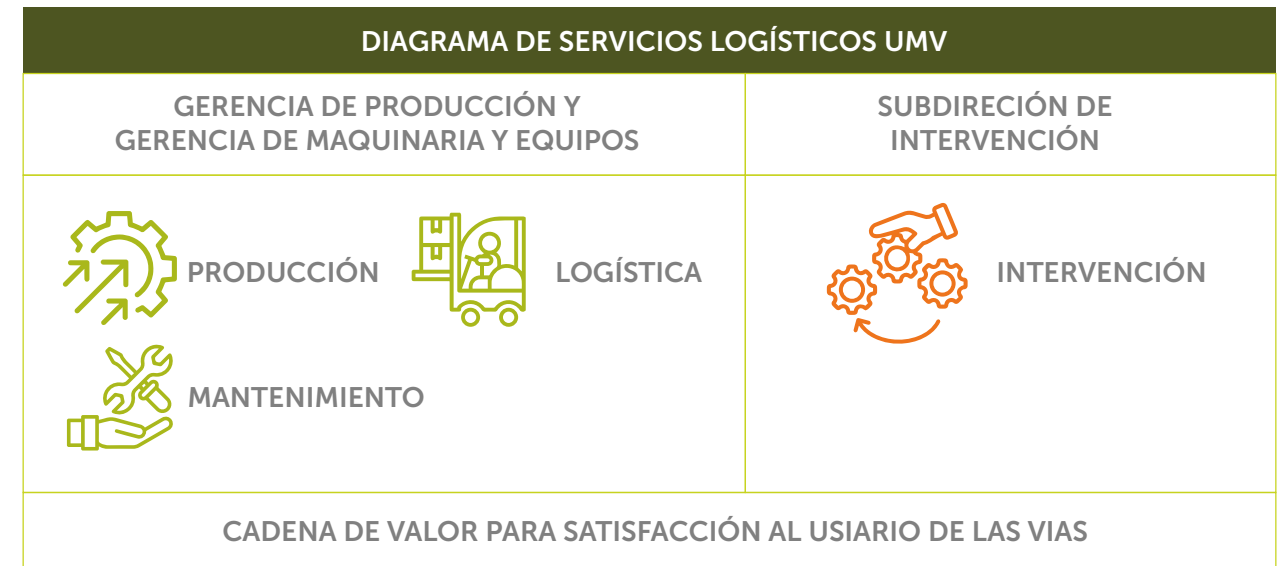 DIAGRAMA DE SERVICIOS LOGÍSTICOS UMV
GERENCIA DE PRODUCCIÓN Y
GERENCIA DE MAQUINARIA Y EQUIPOS
SUBDIRECIÓN DE
INTERVENCIÓN
PRODUCCIÓN
LOGÍSTICA
MANTENIMIENTO
INTERVENCIÓN
CADENA DE VALOR PARA SATISFACCIÓN AL USIARIO DE LAS VIAS